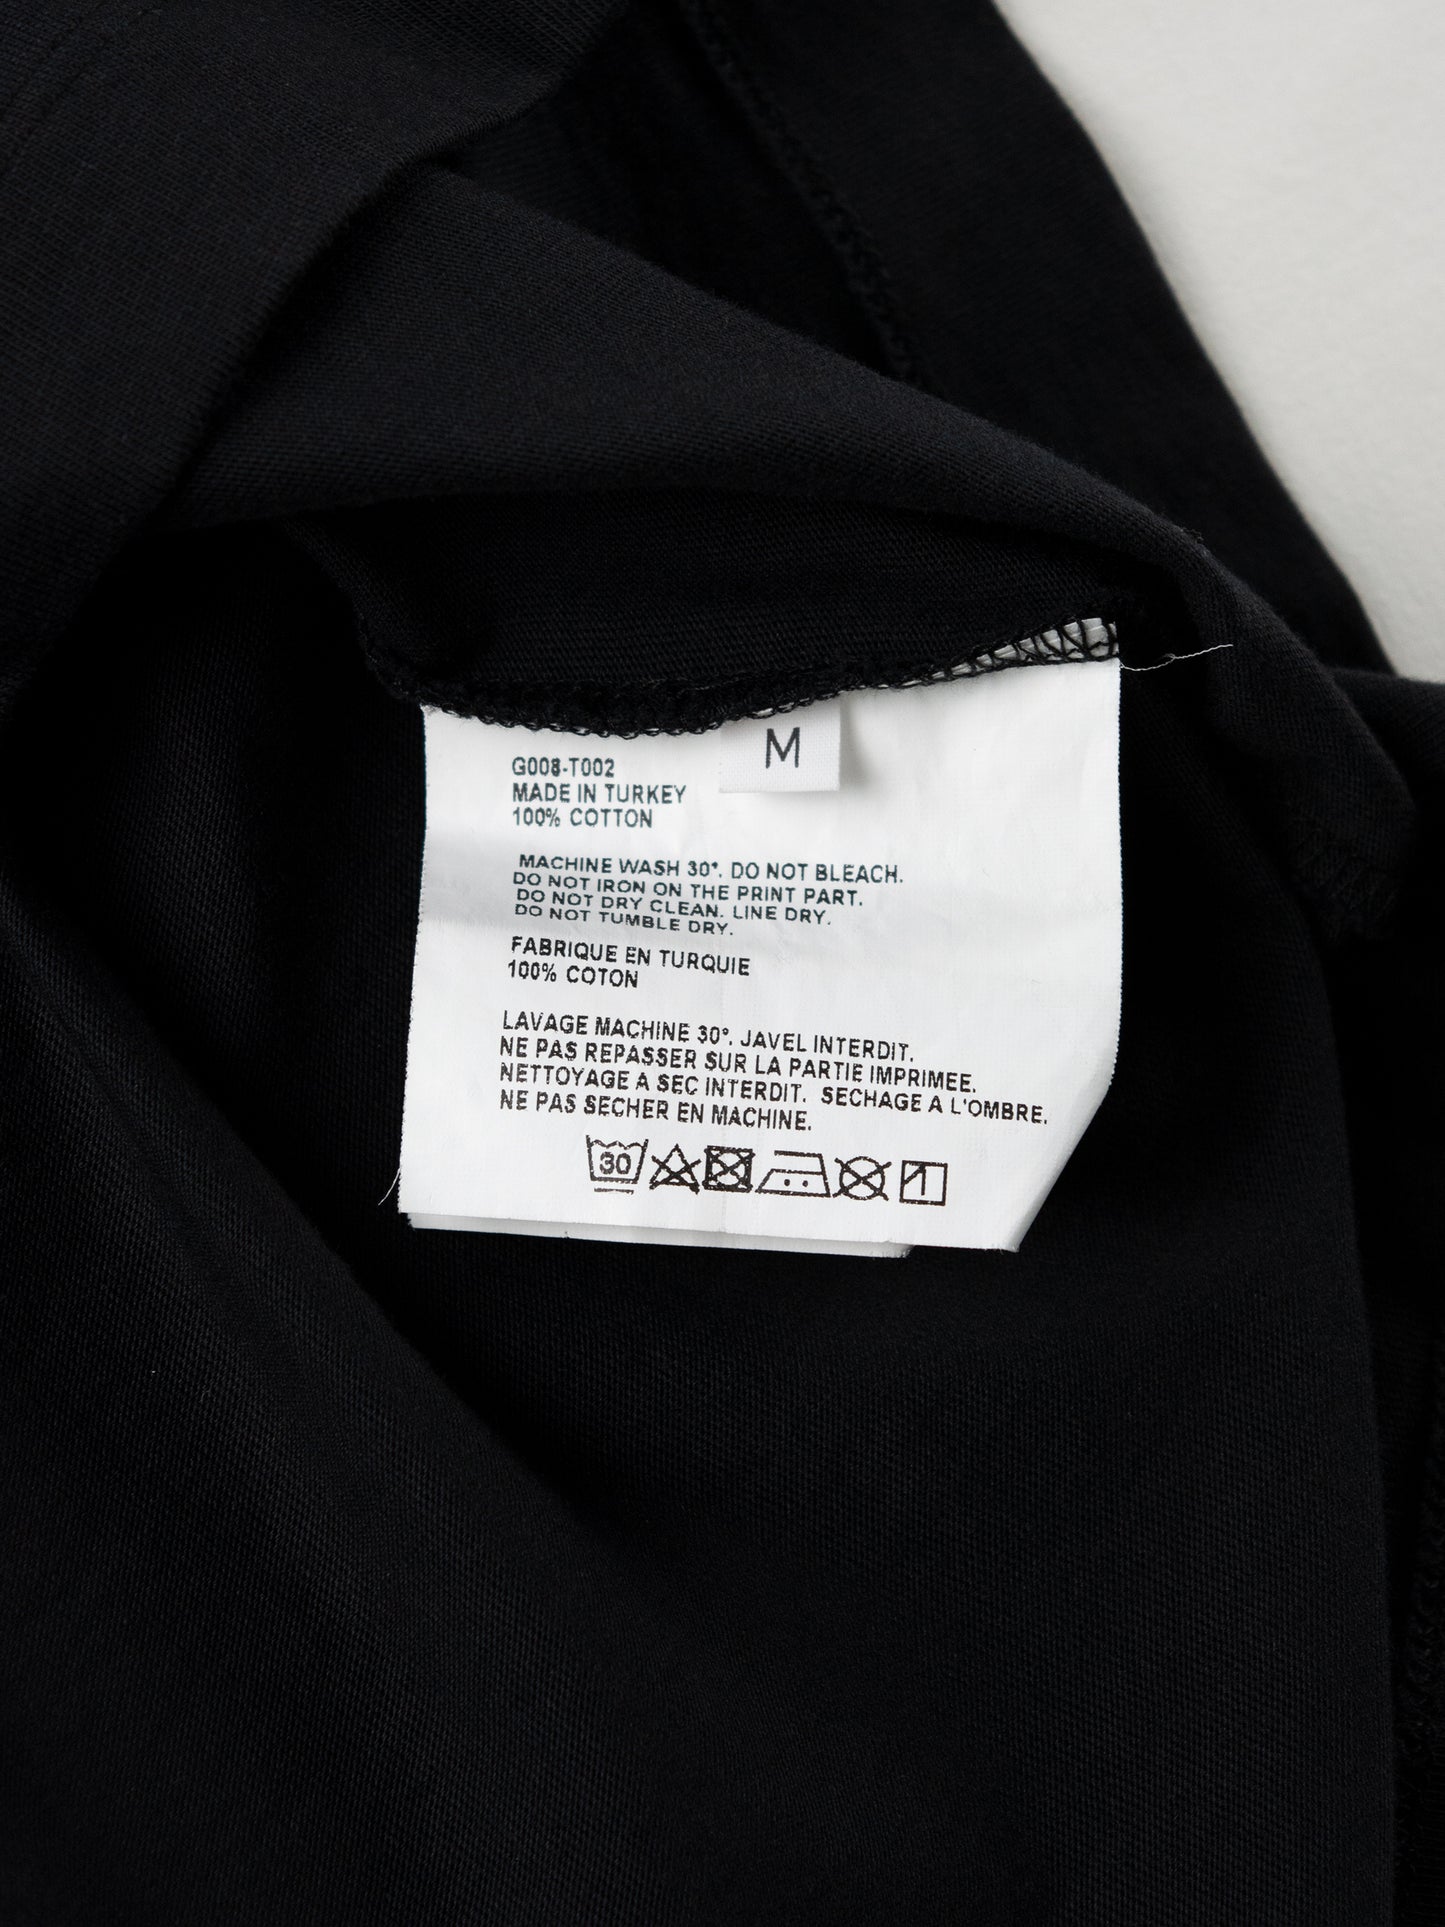 M
G008-T002
MADE IN TURKEY
100% COTTON
MACHINE WASH 30°. DO NOT BLEACH.
DO NOT IRON ON THE PRINT PART.
DO NOT DRY CLEAN. LINE DRY.
DO NOT TUMBLE DRY.
FABRIQUE EN TURQUIE
100% COTON
LAVAGE MACHINE 30°. JAVEL INTERDIT.
NE PAS REPASSER SUR LA PARTIE IMPRIMEE.
NETTOYAGE A SEC INTERDIT. SECHAGE A L'OMBRE.
NE PAS SECHER EN MACHINE.
30